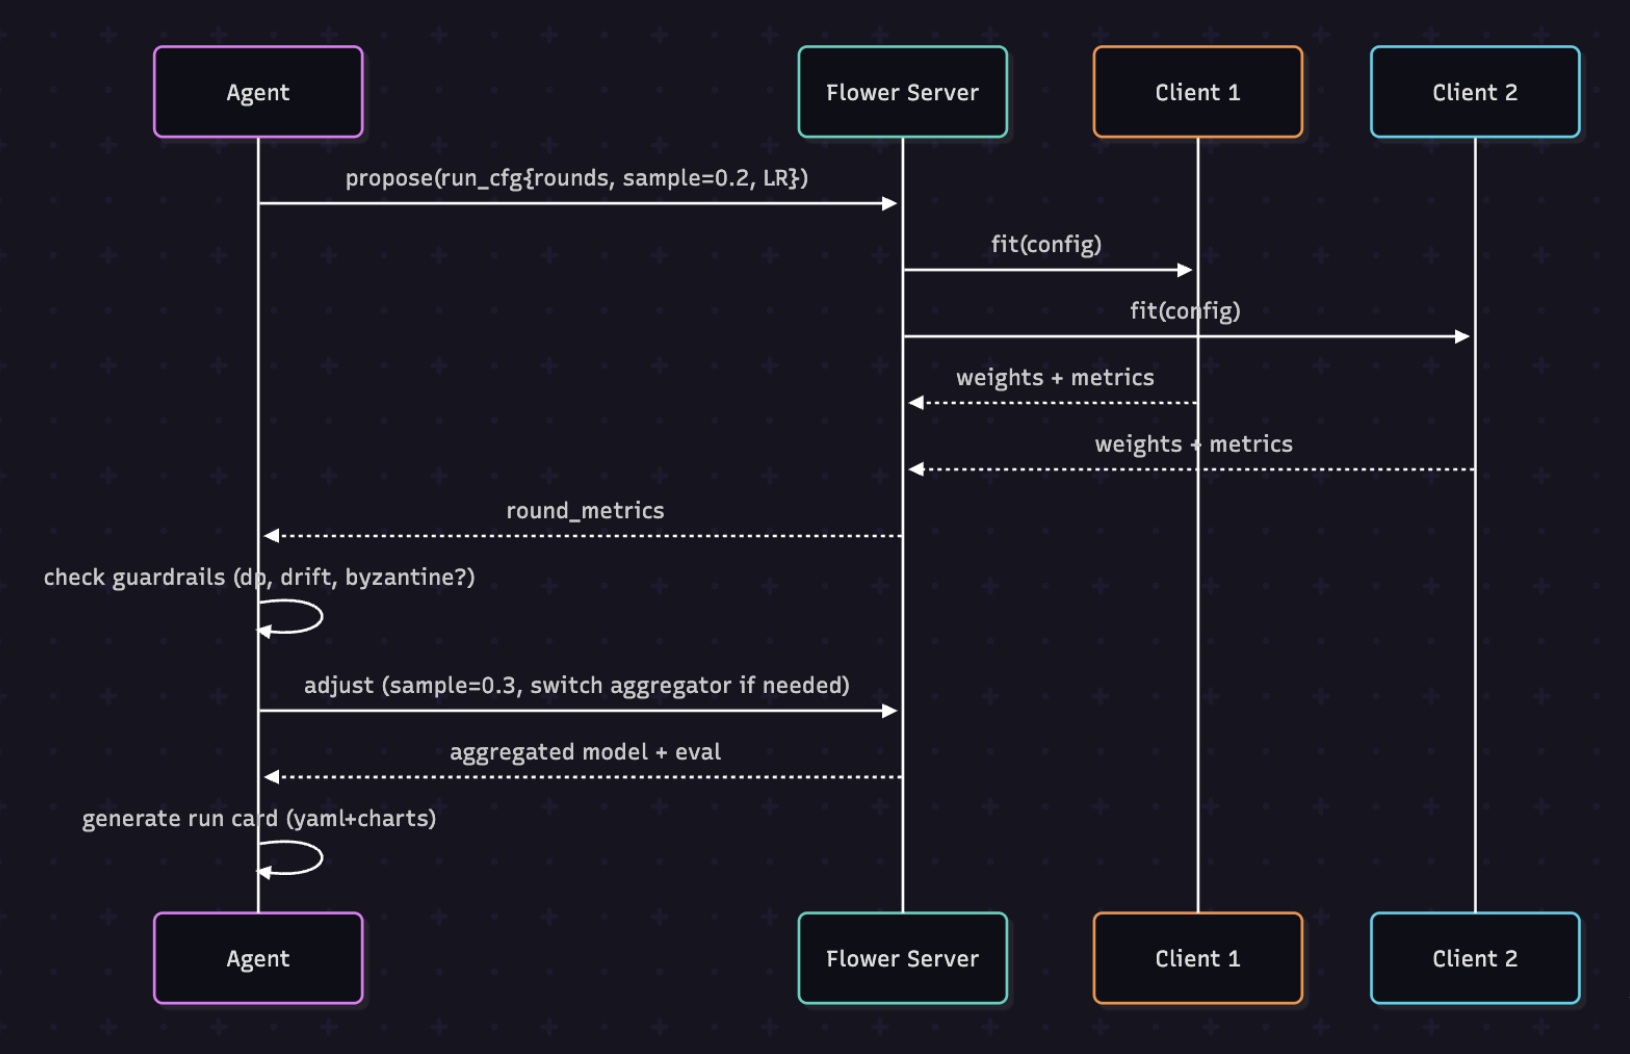 Agent
Flower Server
Client 1
Client 2
propose(run_cfg{rounds, sample=0.2, LR})
fit(config)
fit(config)
weights + metrics
weights + metrics
round_metrics
check guardrails (dp, drift, byzantine?)
adjust (sample=0.3, switch aggregator if needed)
aggregated model + eval
generate run card (yaml+charts)
Agent
Flower Server
Client 1
Client 2